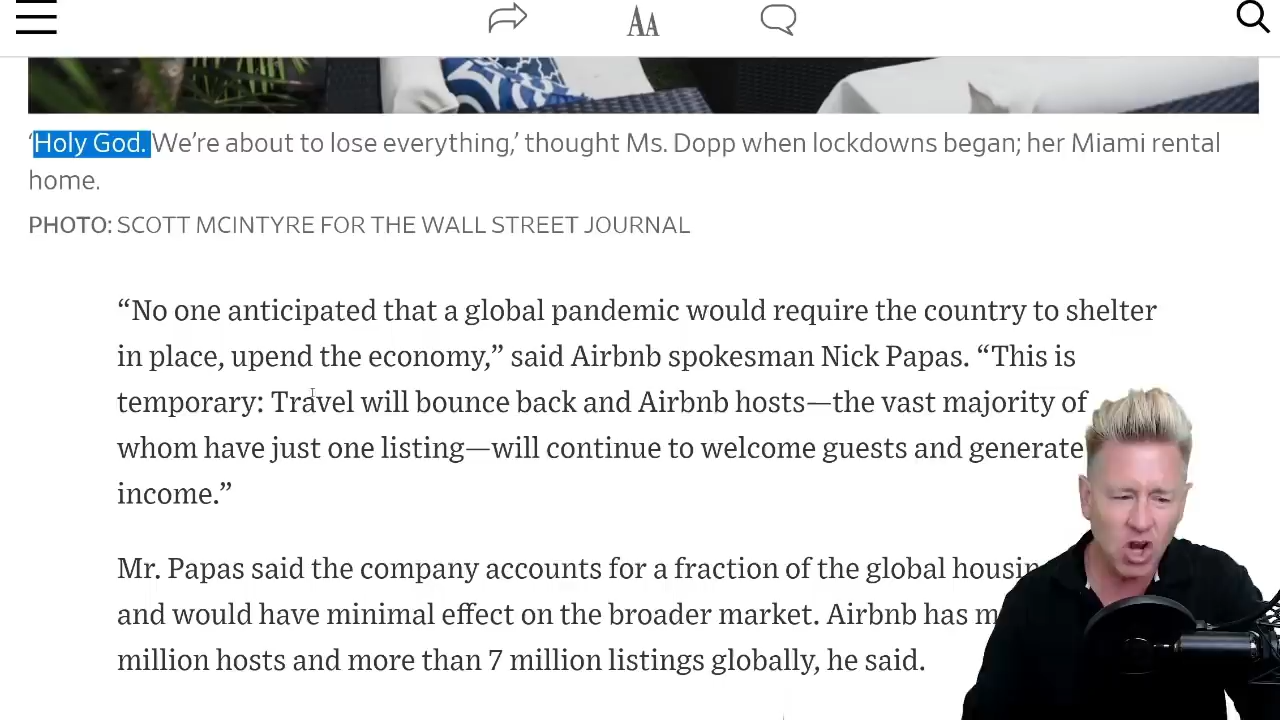 AA
‘Holy God. We’re about to lose everything,’ thought Ms. Dopp when lockdowns began; her Miami rental
home.
PHOTO: SCOTT MCINTYRE FOR THE WALL STREET JOURNAL
“No one anticipated that a global pandemic would require the country to shelter
in place, upend the economy,” said Airbnb spokesman Nick Papas. “This is
temporary: Travel will bounce back and Airbnb hosts—the vast majority of
whom have just one listing—will continue to welcome guests and generate
income.”
Mr. Papas said the company accounts for a fraction of the global
and would have minimal effect on the broader market. Airbnb has
million hosts and more than 7 million listings globally, he said.